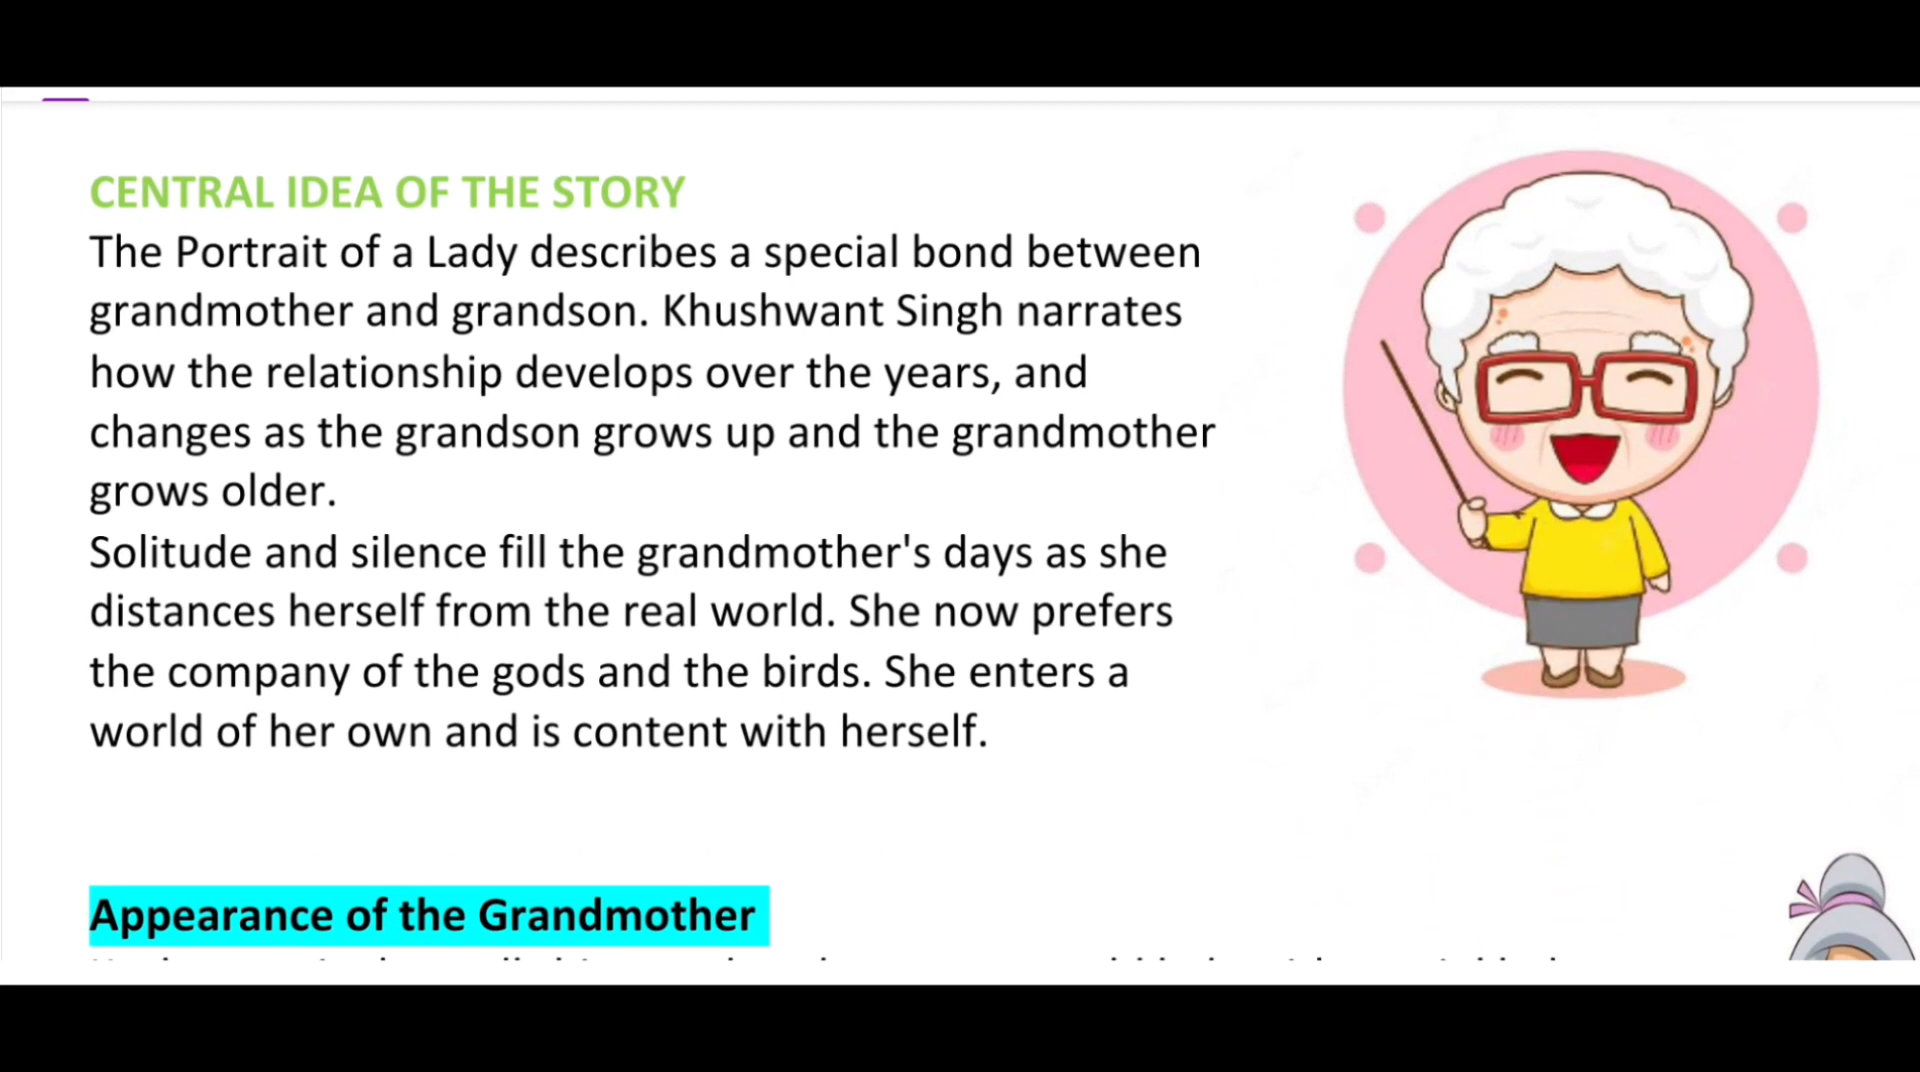 CENTRAL IDEA OF THE STORY
The Portrait of a Lady describes a special bond between
grandmother and grandson. Khushwant Singh narrates
how the relationship develops over the years, and
changes as the grandson grows up and the grandmother
grows older.
Solitude and silence fill the grandmother's days as she
distances herself from the real world. She now prefers
the company of the gods and the birds. She enters a
world of her own and is content with herself.
Appearance of the Grandmother